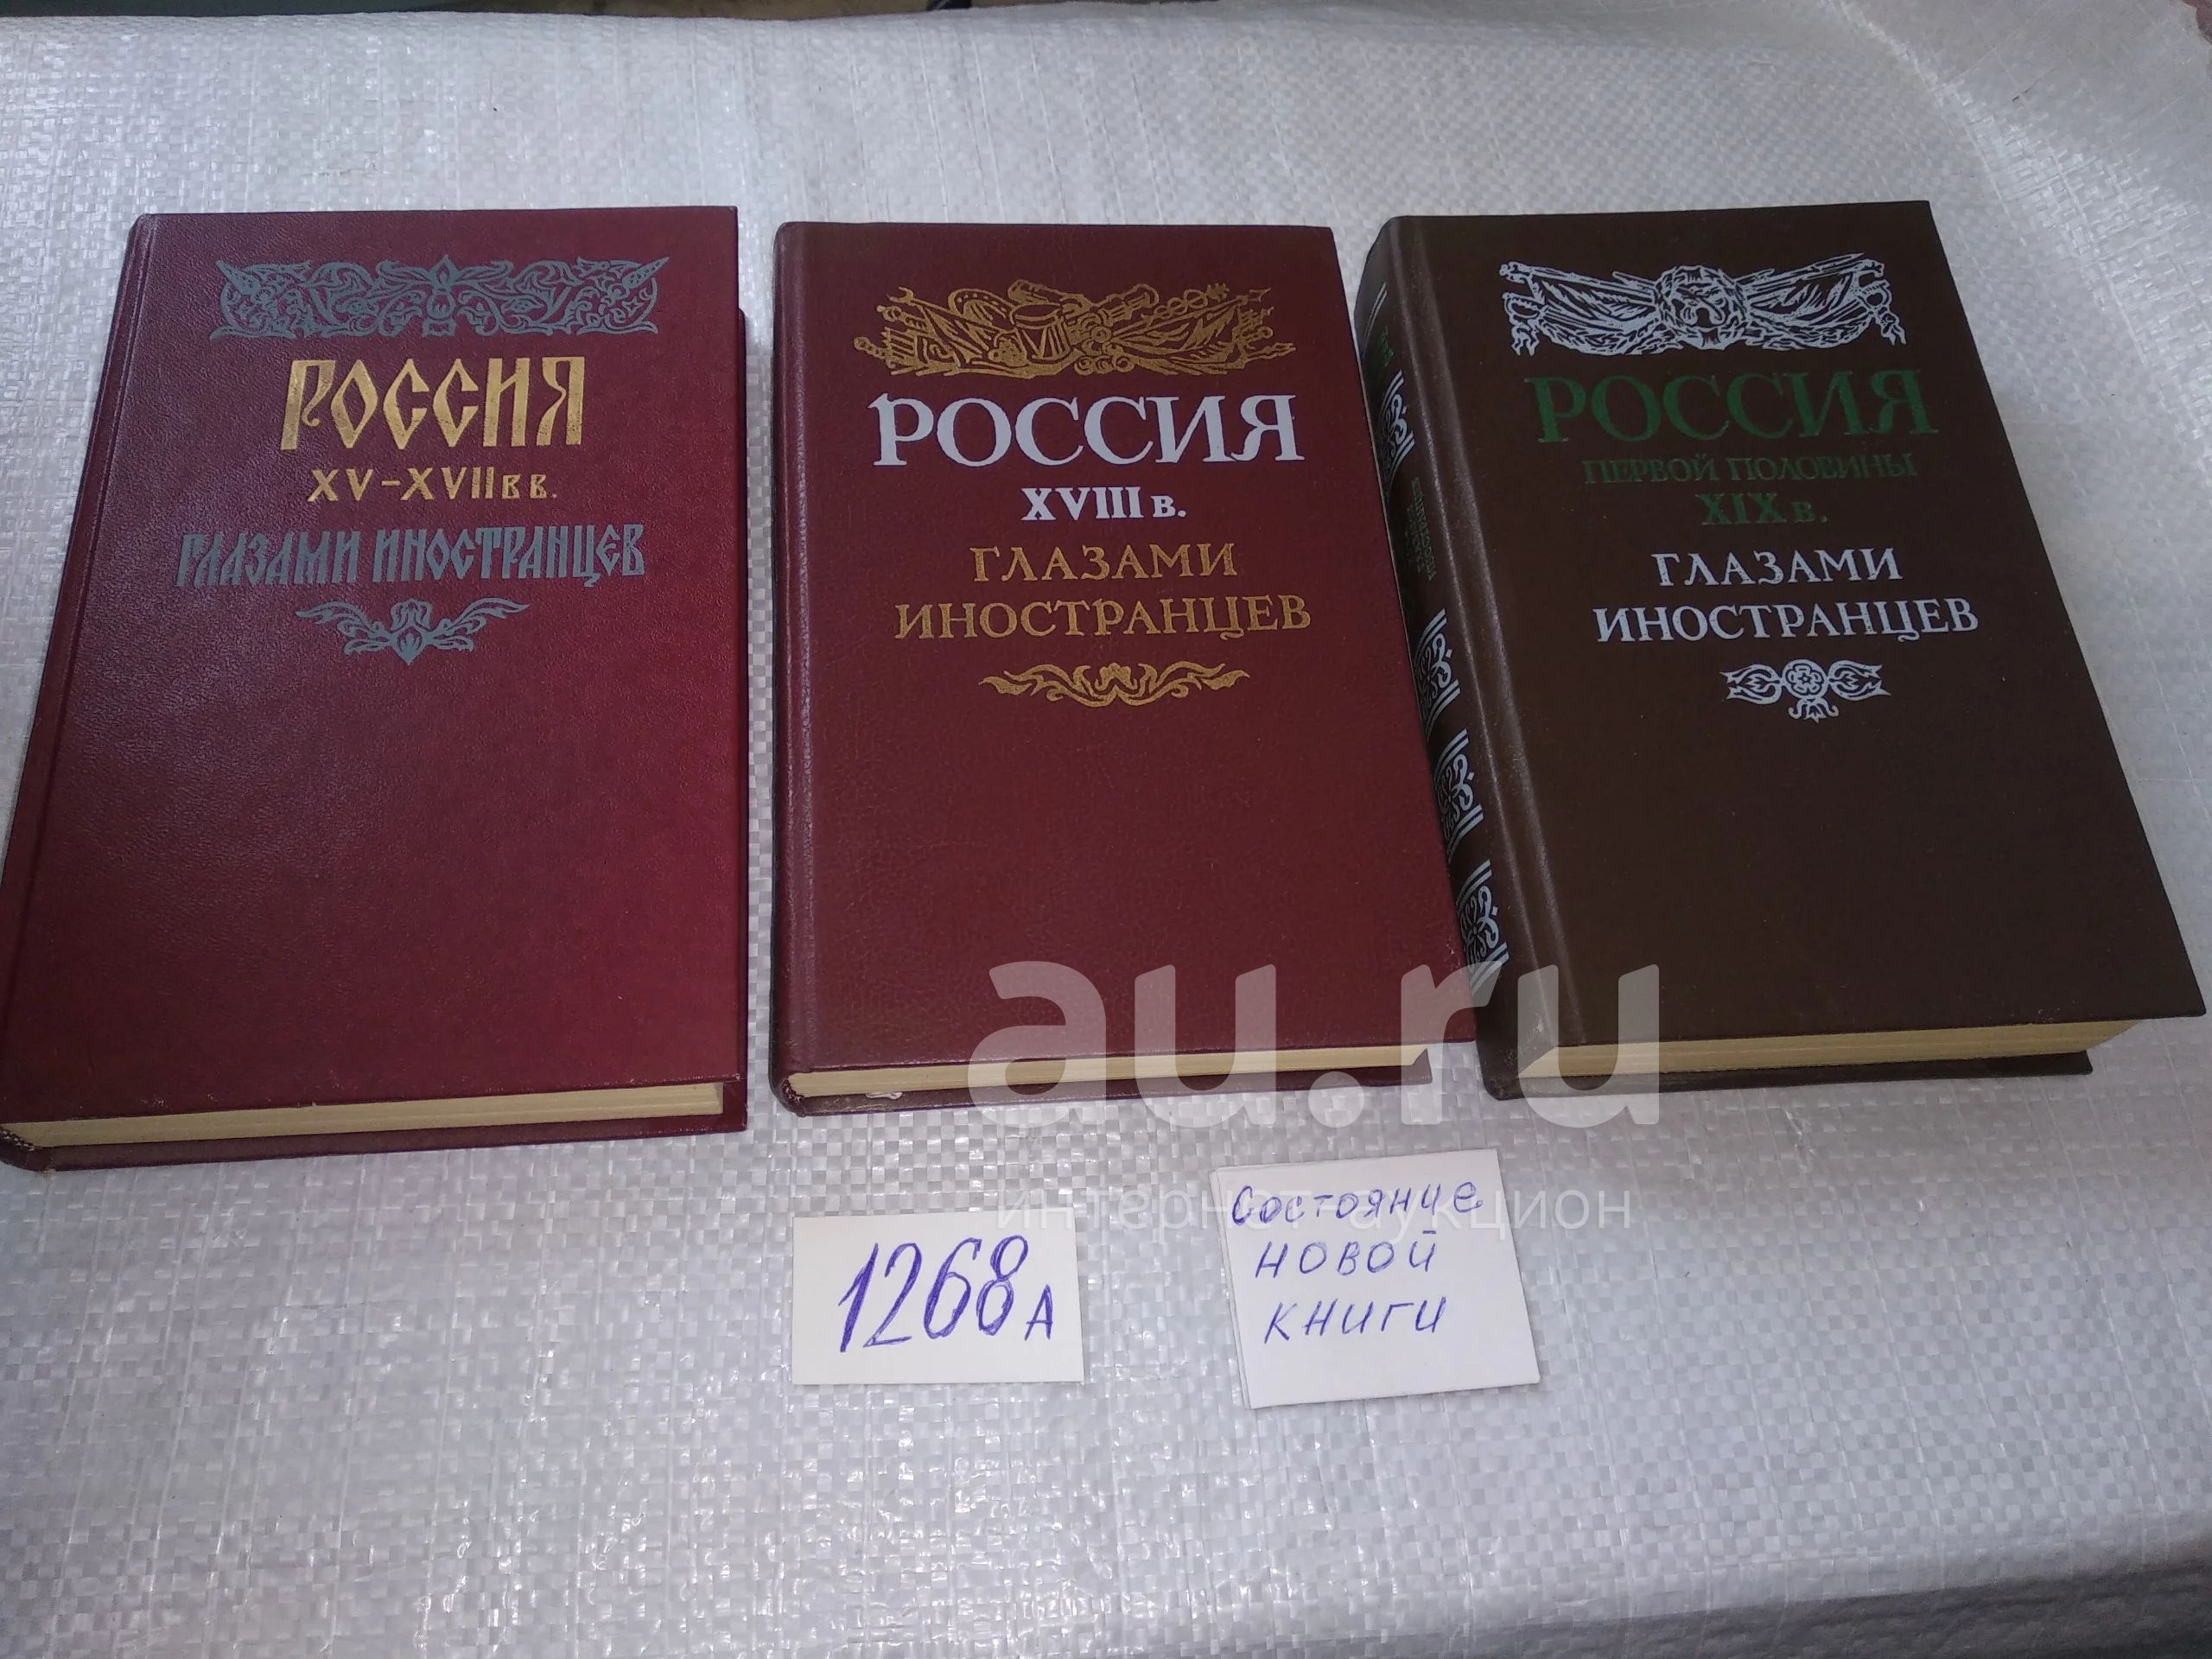 РОССИЯ
XV-XVII вв.
ГЛАЗАМИ ИНОСТРАНЦЕВ
РОССИЯ
XVIII в.
ГЛАЗАМИ
ИНОСТРАНЦЕВ
РОССИЯ
ПЕРВОЙ ПОЛОВИНЫ
XIX в.
ГЛАЗАМИ
ИНОСТРАНЦЕВ
au.ru
интернет-аукцион
1268А
Состояние
новой
книги